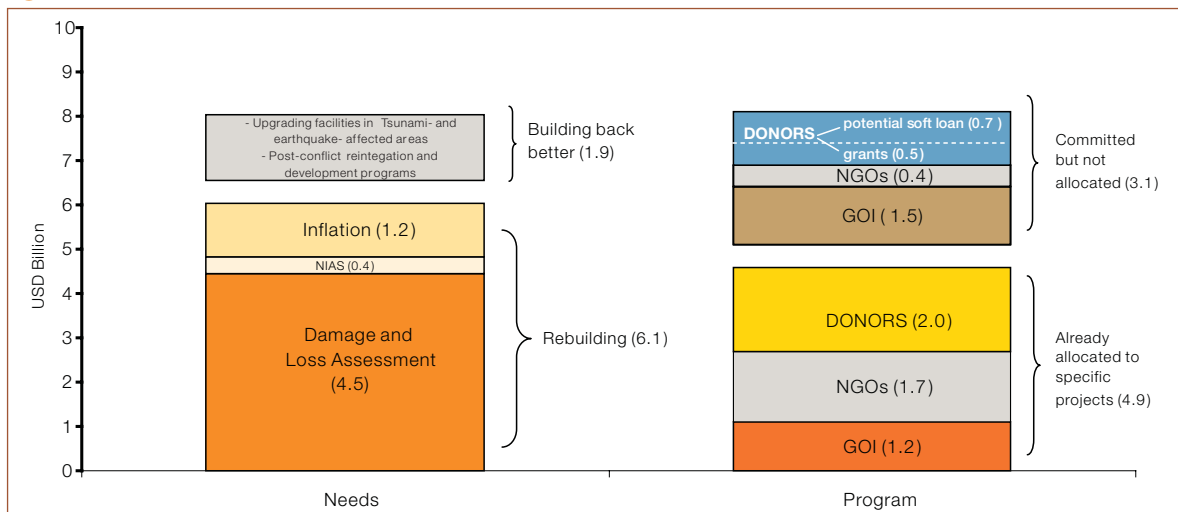 10
9
8
7
6
5
4
3
2
1
0
USD Billion
- Upgrading facilities in Tsunami- and
earthquake- affected areas
- Post-conflict reintegation and
development programs
Building back
better (1.9)
Inflation (1.2)
NIAS (0.4)
Damage and
Loss Assessment
(4.5)
Rebuilding (6.1)
Needs
DONORS
potential soft loan (0.7 )
grants (0.5)
NGOs (0.4)
GOI ( 1.5)
Committed
but not
allocated (3.1)
DONORS (2.0)
NGOs (1.7)
GOI (1.2)
Already
allocated to
specific
projects (4.9)
Program